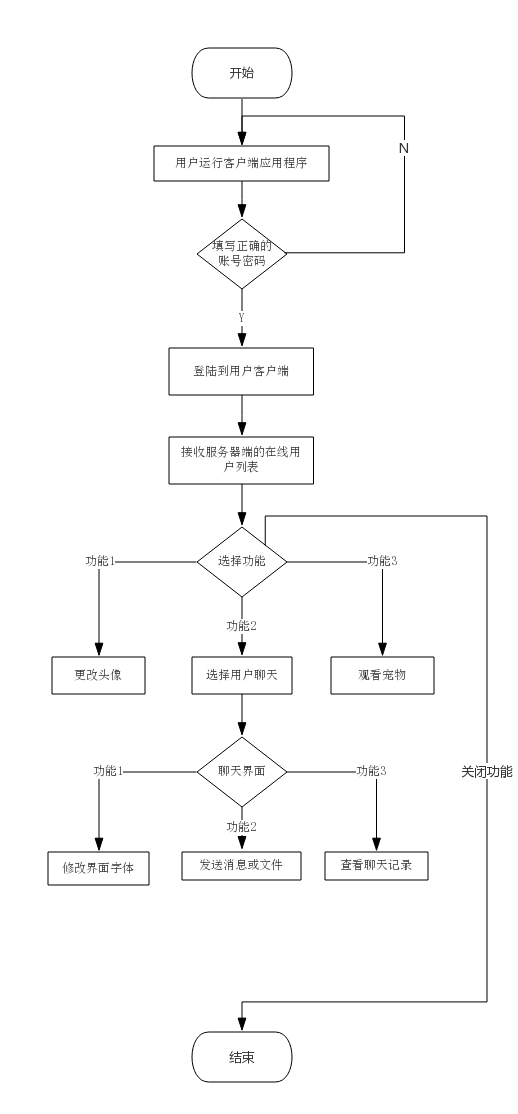 开始
N
用户运行客户端应用程序
填写正确的
账号密码
Y
登陆到用户客户端
接收服务器端的在线用
户列表
功能1
选择功能
功能3
功能2
更改头像
选择用户聊天
观看宠物
功能1
聊天界面
功能3
关闭功能
功能2
修改界面字体
发送消息或文件
查看聊天记录
结束